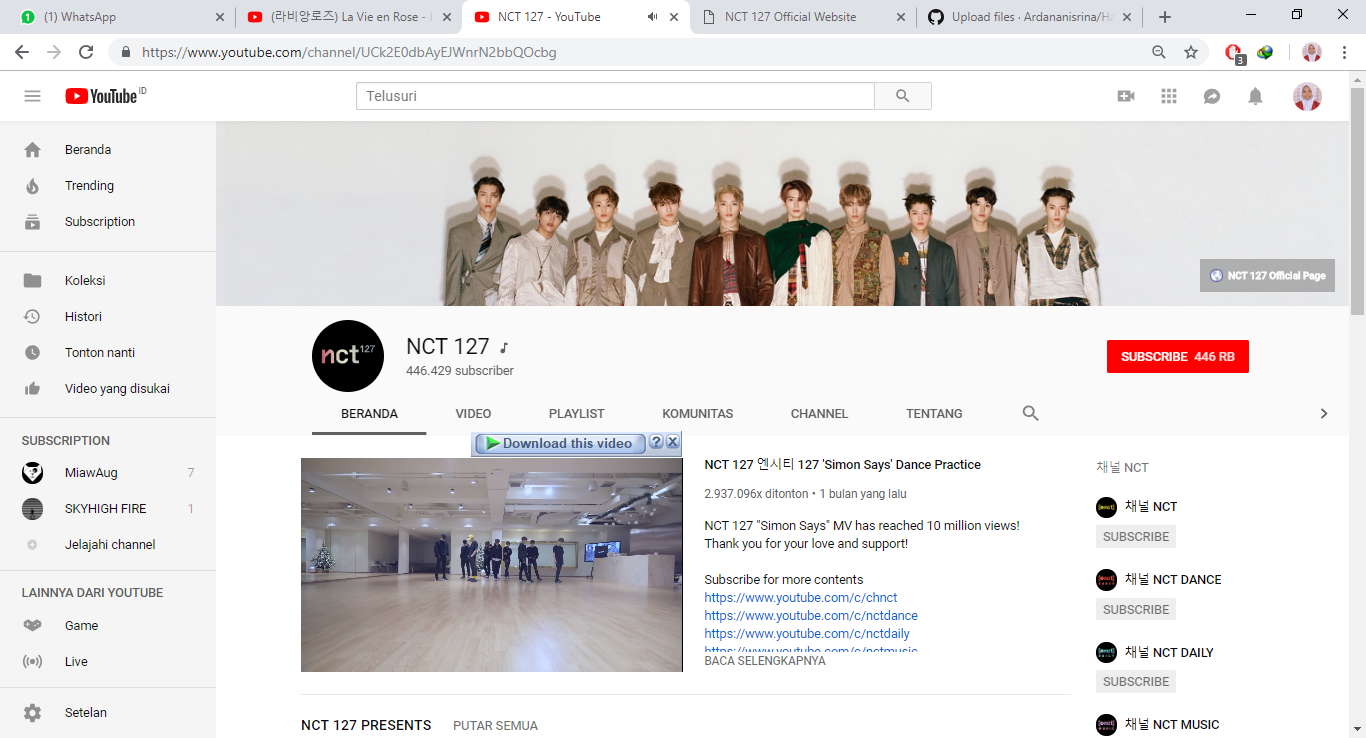 (1) WhatsApp
(라비앙로즈) La Vie en Rose -
NCT 127 - YouTube
NCT 127 Official Website
Upload files · Ardananisrina/Ha
https://www.youtube.com/channel/UCk2E0dbAyEJWnrN2bbQOcbg
3
YouTube ID
Telusuri
Beranda
Trending
Subscription
Koleksi
Histori
Tonton nanti
Video yang disukai
SUBSCRIPTION
MiawAug 7
SKYHIGH FIRE 1
Jelajahi channel
LAINNYA DARI YOUTUBE
Game
Live
Setelan
NCT 127 Official Page
nct 127
NCT 127
446.429 subscriber
SUBSCRIBE 446 RB
BERANDA VIDEO PLAYLIST KOMUNITAS CHANNEL TENTANG
Download this video ?
NCT 127 엔시티 127 'Simon Says' Dance Practice
2.937.096x ditonton • 1 bulan yang lalu
NCT 127 "Simon Says" MV has reached 10 million views!
Thank you for your love and support!
Subscribe for more contents
https://www.youtube.com/c/chnct
https://www.youtube.com/c/nctdance
https://www.youtube.com/c/nctdaily
https://www.youtube.com/c/nctmusic
BACA SELENGKAPNYA
NCT 127 PRESENTS PUTAR SEMUA
채널 NCT
채널 NCT
SUBSCRIBE
채널 NCT DANCE
SUBSCRIBE
채널 NCT DAILY
SUBSCRIBE
채널 NCT MUSIC